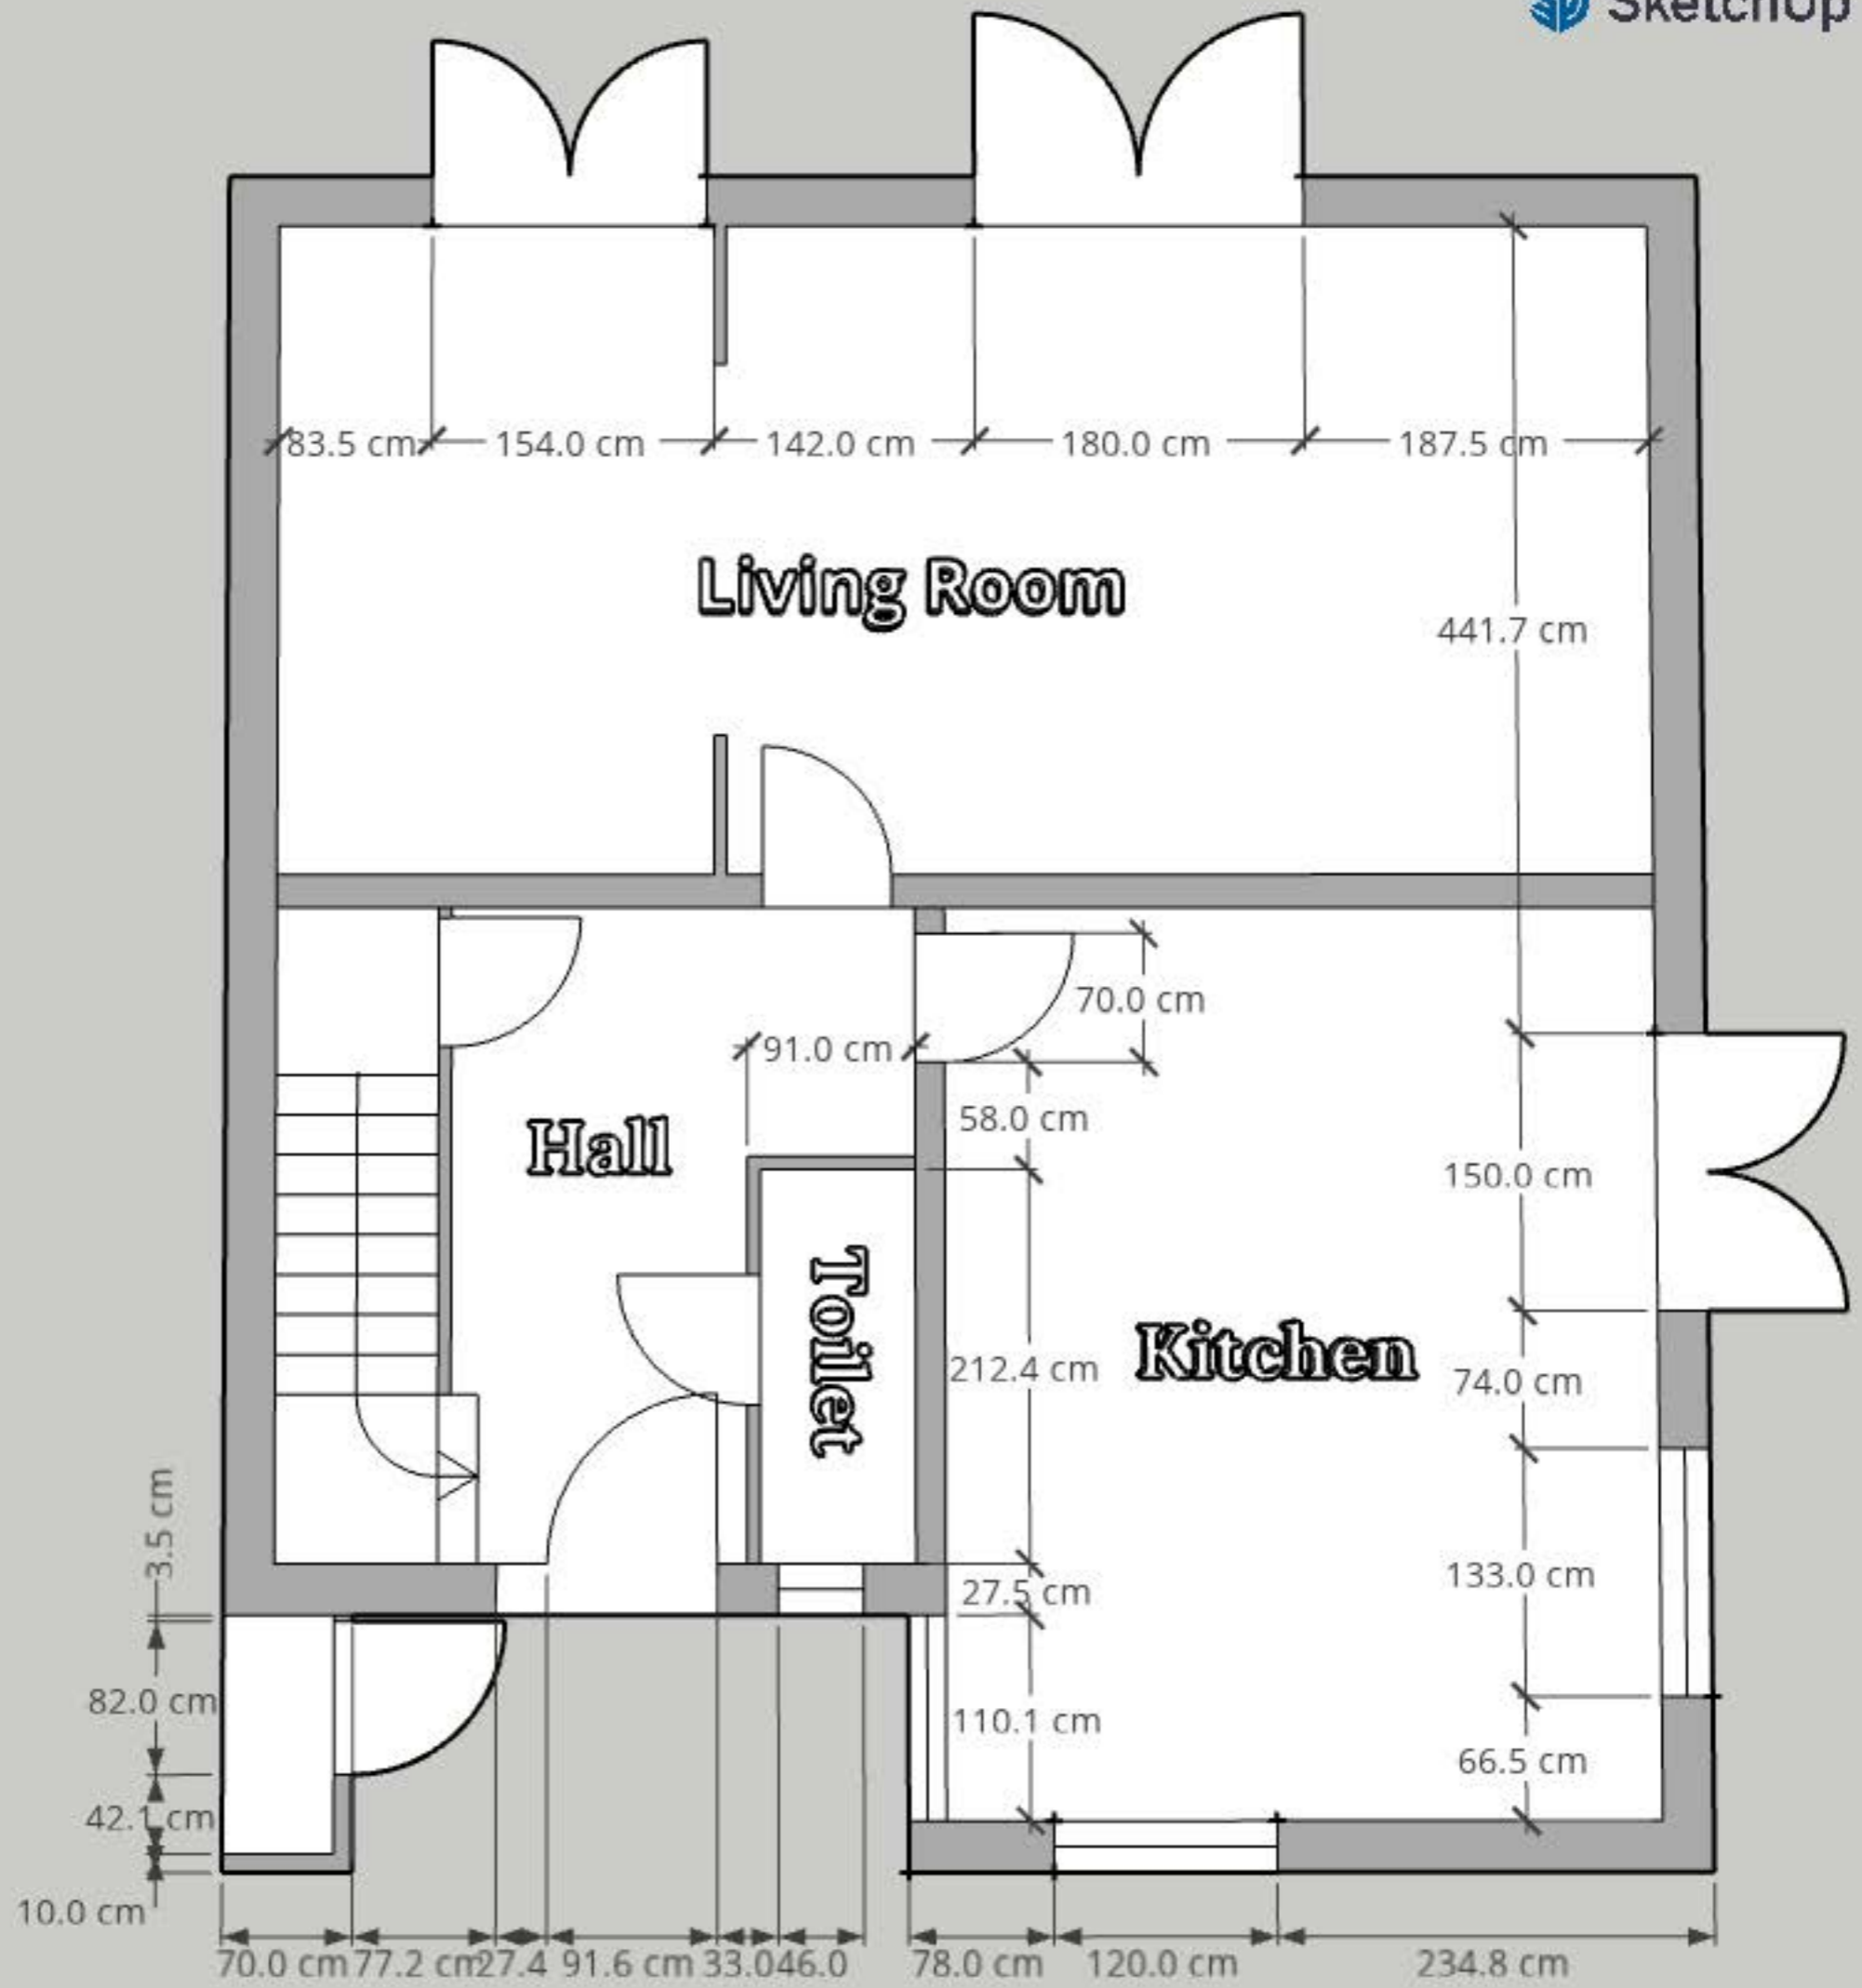 SketchUp
83.5 cm
154.0 cm
142.0 cm
180.0 cm
187.5 cm
Living Room
441.7 cm
70.0 cm
91.0 cm
58.0 cm
Hall
150.0 cm
Toilet
Kitchen
212.4 cm
74.0 cm
3.5 cm
133.0 cm
27.5 cm
82.0 cm
110.1 cm
66.5 cm
42.1 cm
10.0 cm
70.0 cm 77.2 cm 27.4 91.6 cm 33.0 46.0 78.0 cm 120.0 cm 234.8 cm